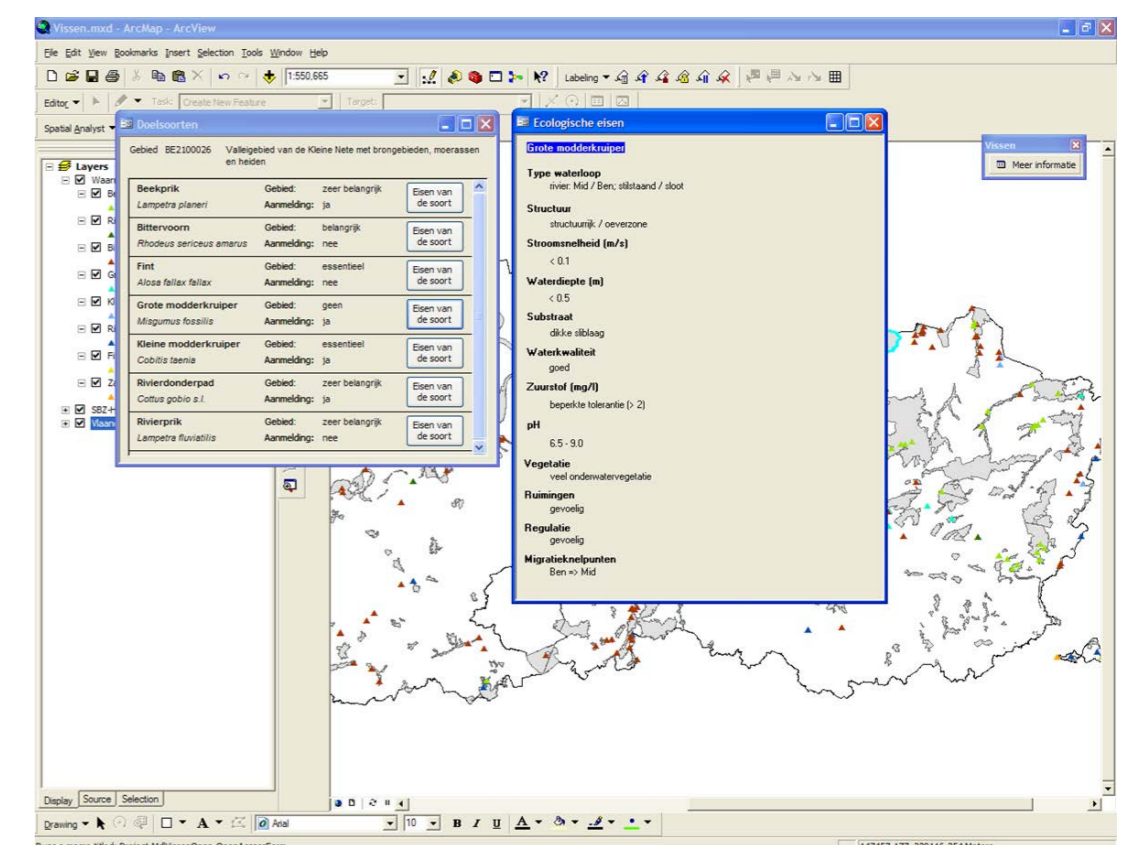 Vissen.mxd - ArcMap - ArcView
File Edit View Bookmarks Insert Selection Tools Window Help
1:550,665
Labeling
Editor
Task: Create New Feature
Target:
Spatial Analyst
Layers
SBZ-H
Display Source Selection
Drawing
Arial
10
B I U
A
Doelsoorten
Gebied BE2100026 Valleigebied van de Kleine Nete met brongebieden, moerassen
en heiden
Beekprik Gebied: zeer belangrijk Eisen van
Lampetra planeri Aanmelding: ja de soort
Bittervoorn Gebied: belangrijk Eisen van
Rhodeus sericeus amarus Aanmelding: nee de soort
Fint Gebied: essentieel Eisen van
Alosa fallax fallax Aanmelding: nee de soort
Grote modderkruiper Gebied: geen Eisen van
Misgurnus fossilis Aanmelding: ja de soort
Kleine modderkruiper Gebied: essentieel Eisen van
Cobitis taenia Aanmelding: ja de soort
Rivierdonderpad Gebied: zeer belangrijk Eisen van
Cottus gobio s.l. Aanmelding: ja de soort
Rivierprik Gebied: zeer belangrijk Eisen van
Lampetra fluviatilis Aanmelding: nee de soort
Ecologische eisen
Grote modderkruiper
Type waterloop
rivier: Mid / Ben; stilstaand / sloot
Structuur
structuurrijk / oeverzone
Stroomsnelheid (m/s)
< 0.1
Waterdiepte (m)
< 0.5
Substraat
dikke sliblaag
Waterkwaliteit
goed
Zuurstof (mg/l)
beperkte tolerantie (> 2)
pH
6.5 - 9.0
Vegetatie
veel onderwatervegetatie
Ruimingen
gevoelig
Regulatie
gevoelig
Migratieknelpunten
Ben => Mid
Vissen
Meer informatie